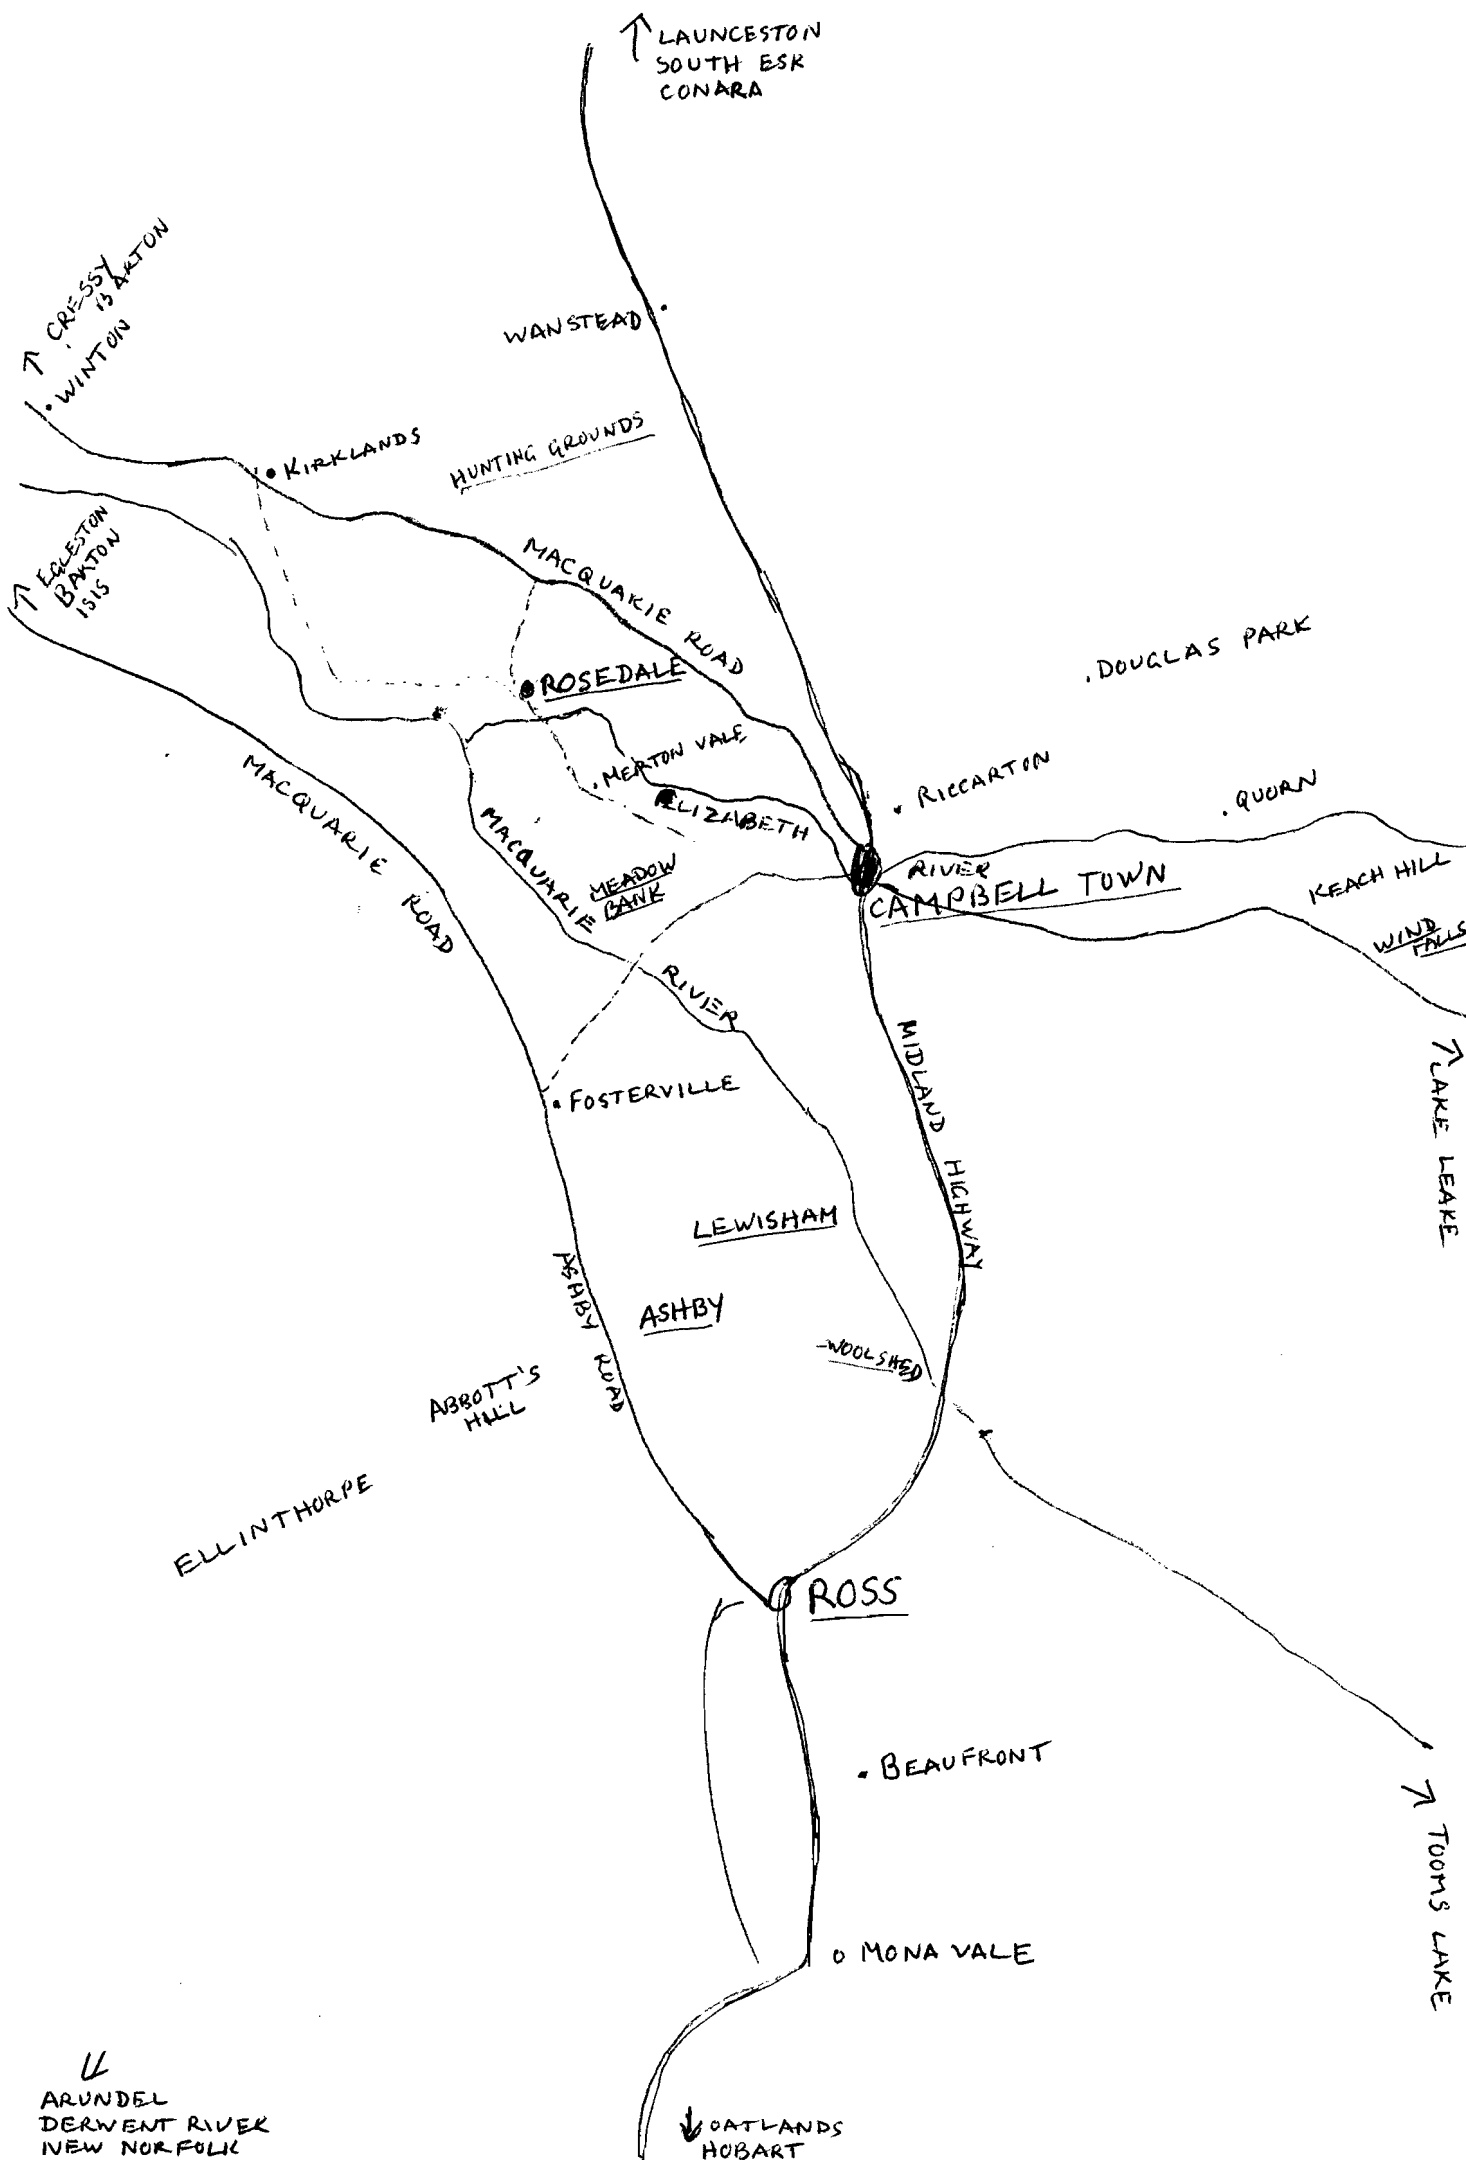 LAUNCESTON
SOUTH ESK
CONARA
CRESSY
BARTON
WINTON
WANSTEAD
KIRKLANDS
HUNTING GROUNDS
EGLESTON
BARTON
ISIS
MACQUARIE ROAD
DOUGLAS PARK
ROSEDALE
MERTON VALE
MACQUARIE ROAD
RICCARTON
QUORN
ELIZABETH
RIVER
CAMPBELL TOWN
MACQUARIE
RIVER
MEADOW
BANK
KEACH HILL
WIND
FALLS
MIDLAND HIGHWAY
LAKE LEAKE
FOSTERVILLE
LEWISHAM
ASHBY ROAD
ASHBY
WOOLSHED
ABBOTT'S
HILL
ELLINTHORPE
ROSS
BEAUFRONT
TOOMS LAKE
MONA VALE
ARUNDEL
DERWENT RIVER
NEW NORFOLK
OATLANDS
HOBART